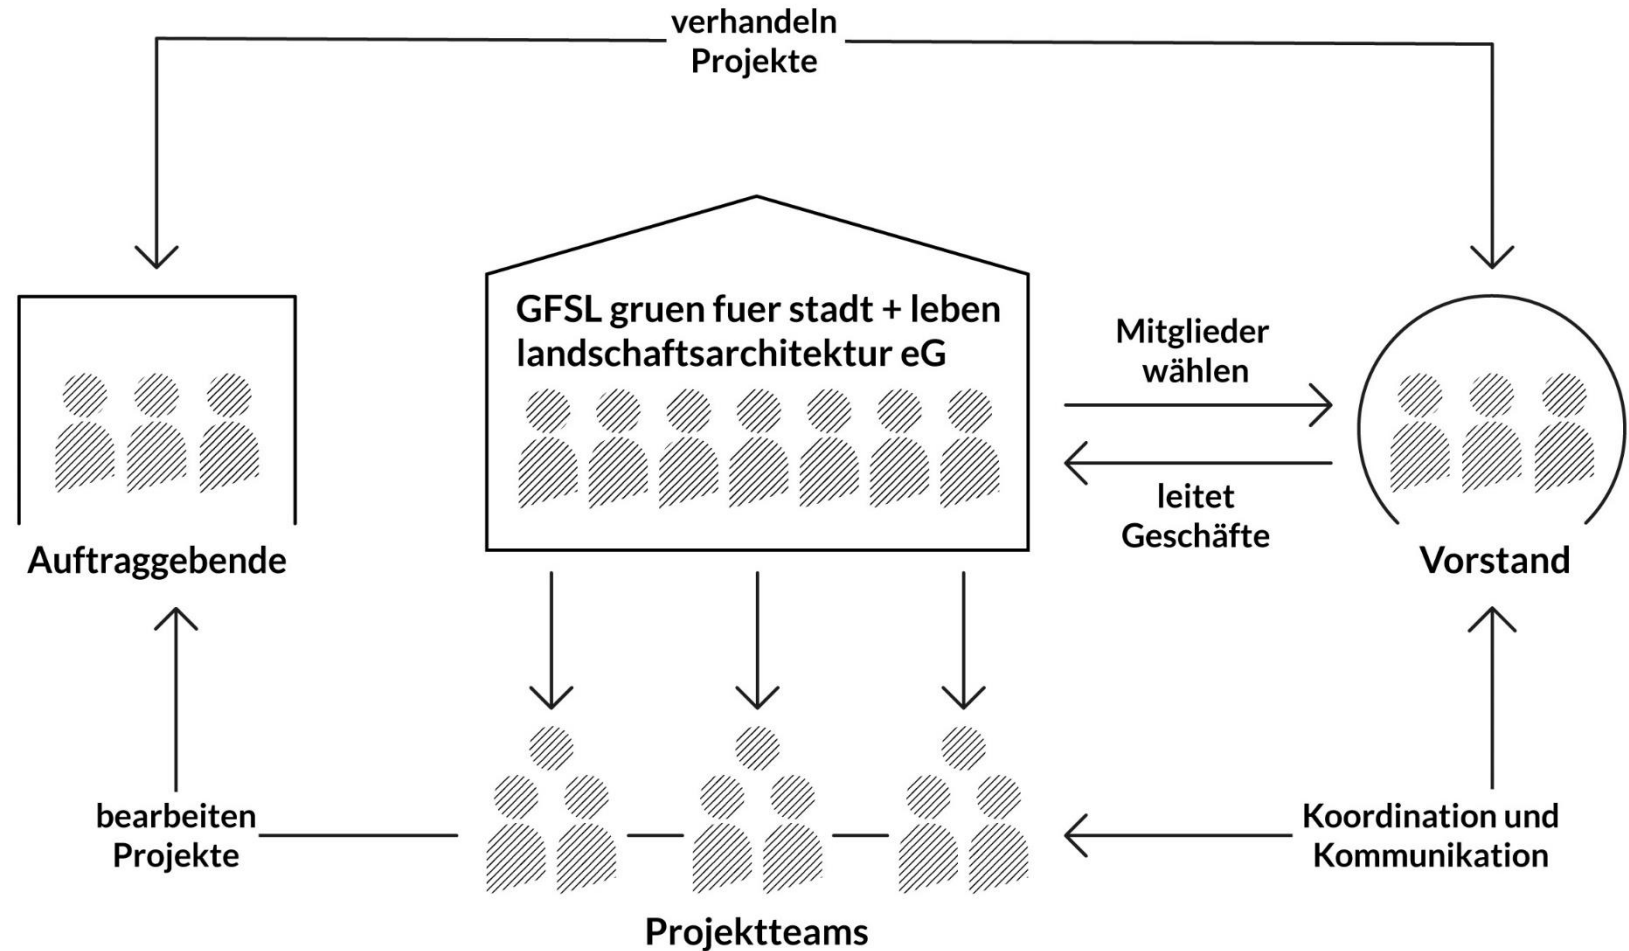 verhandeln
Projekte
GFSL gruen fuer stadt + leben
landschaftsarchitektur eG
Mitglieder
wählen
leitet
Geschäfte
Auftraggebende
Vorstand
bearbeiten
Projekte
Koordination und
Kommunikation
Projektteams